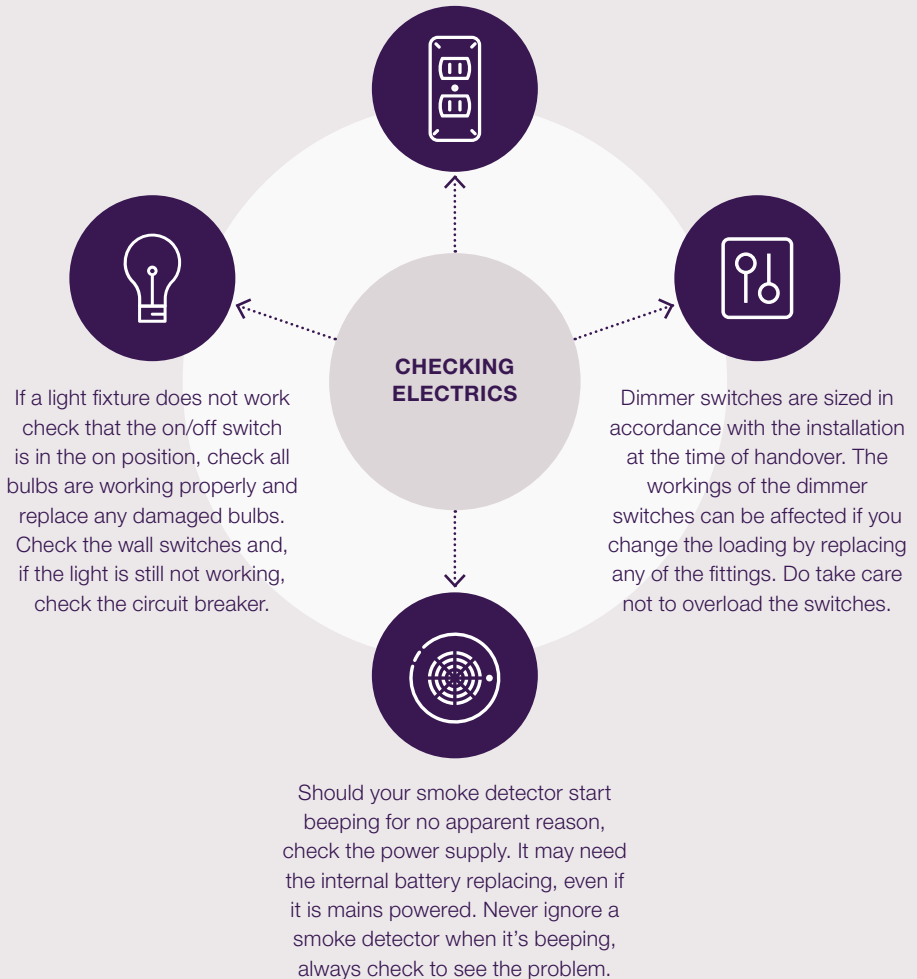 CHECKING
ELECTRICS
If a light fixture does not work
check that the on/off switch
is in the on position, check all
bulbs are working properly and
replace any damaged bulbs.
Check the wall switches and,
if the light is still not working,
check the circuit breaker.
Dimmer switches are sized in
accordance with the installation
at the time of handover. The
workings of the dimmer
switches can be affected if you
change the loading by replacing
any of the fittings. Do take care
not to overload the switches.
Should your smoke detector start
beeping for no apparent reason,
check the power supply. It may need
the internal battery replacing, even if
it is mains powered. Never ignore a
smoke detector when it's beeping,
always check to see the problem.